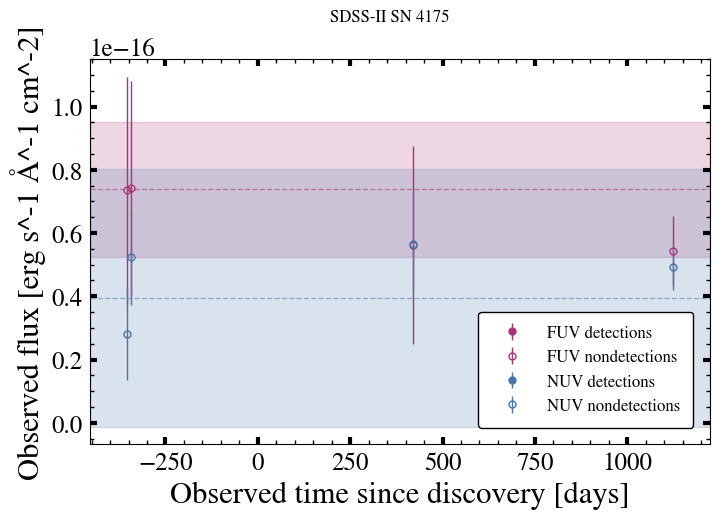 SDSS-II SN 4175
1e−16
Observed flux [erg s^-1 Å^-1 cm^-2]
1.0
0.8
0.6
0.4
0.2
0.0
FUV detections
FUV nondetections
NUV detections
NUV nondetections
−250 0 250 500 750 1000
Observed time since discovery [days]